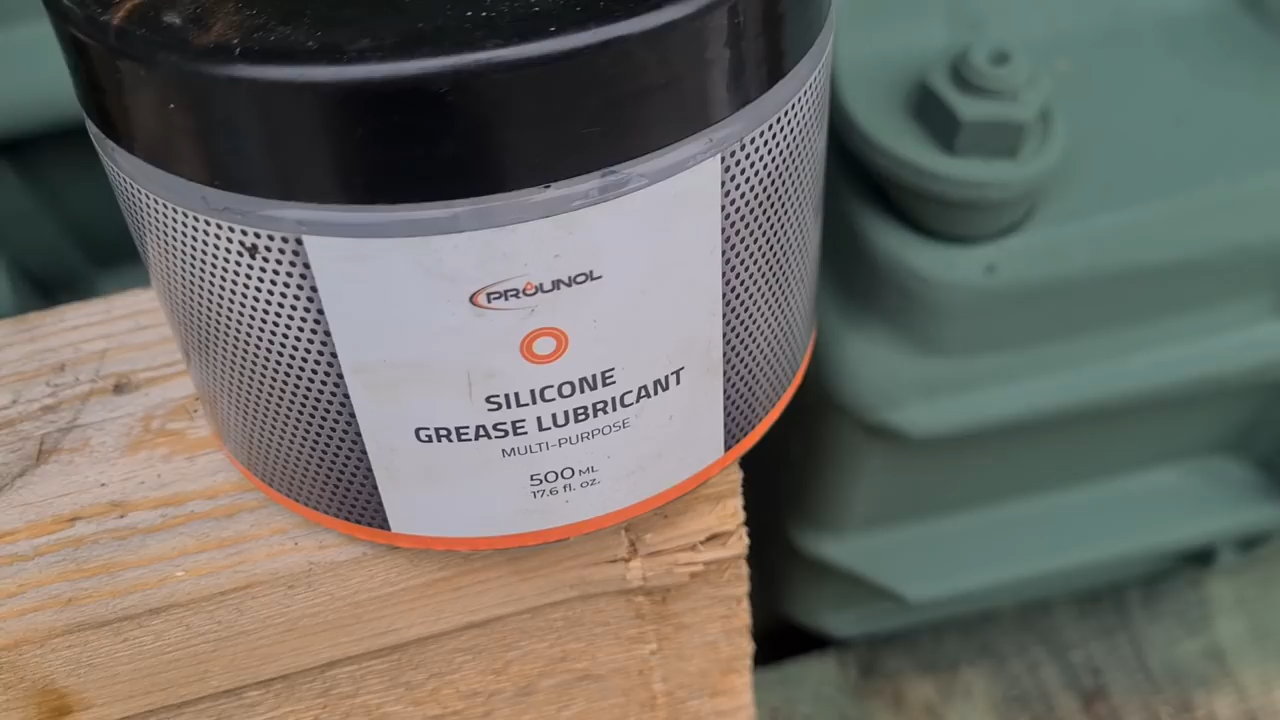 PROUNOL
SILICONE
GREASE LUBRICANT
MULTI-PURPOSE
500 ML
17.6 fl. oz.